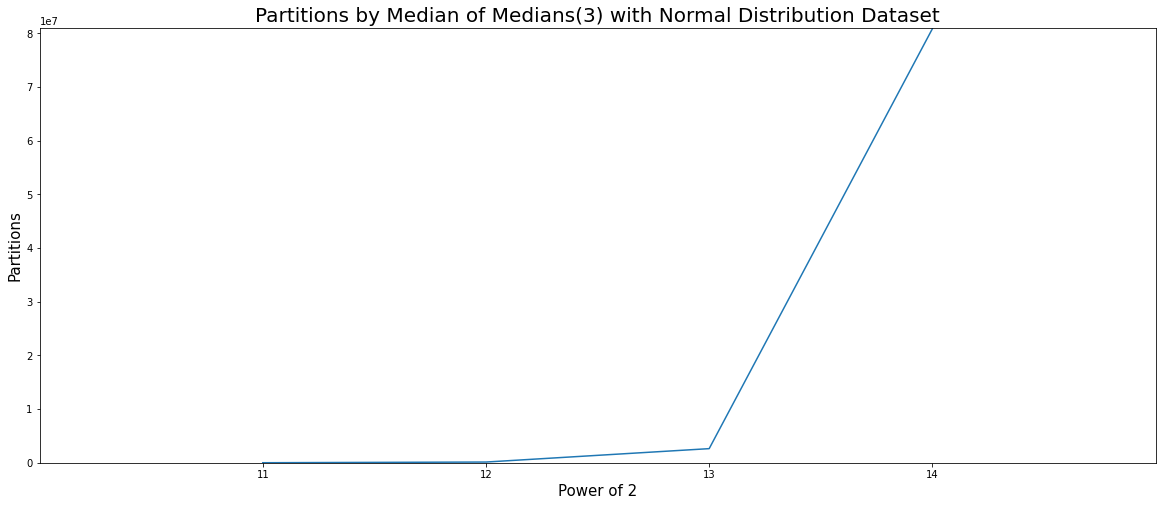 Partitions by Median of Medians(3) with Normal Distribution Dataset
1e7
8
7
6
5
4
3
2
1
0
Partitions
11 12 13 14
Power of 2